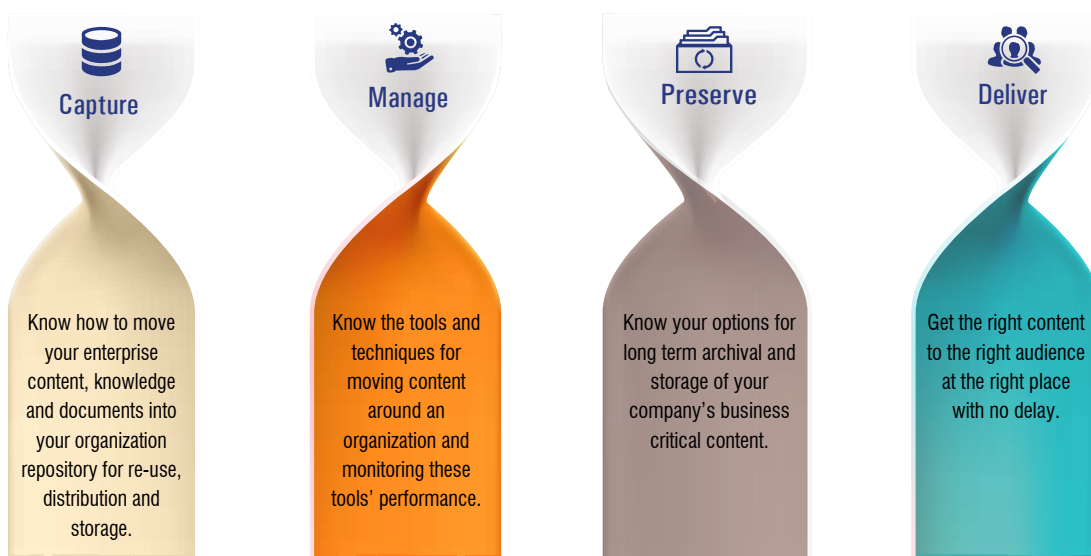 Capture
Know how to move
your enterprise
content, knowledge
and documents into
your organization
repository for re-use,
distribution and
storage.
Manage
Know the tools and
techniques for
moving content
around an
organization and
monitoring these
tools’ performance.
Preserve
Know your options for
long term archival and
storage of your
company’s business
critical content.
Deliver
Get the right content
to the right audience
at the right place
with no delay.